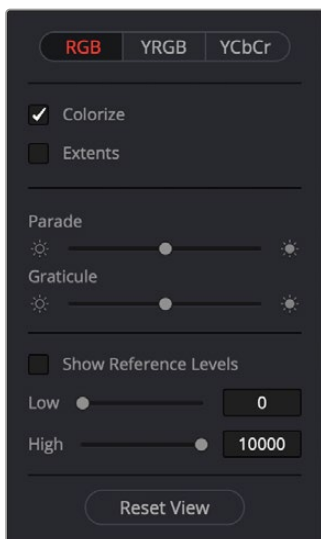 RGB YRGB YCbCr
Colorize
Extents
Parade
Graticule
Show Reference Levels
Low 0
High 10000
Reset View